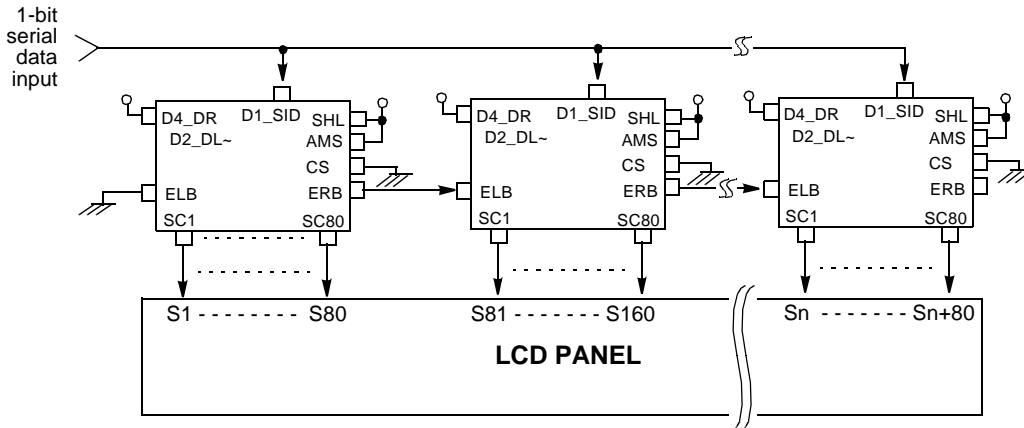 1-bit
serial
data
input
D4_DR D1_SID SHL
D2_DL~ AMS
CS
ELB ERB
SC1 SC80
D4_DR D1_SID SHL
D2_DL~ AMS
CS
ELB ERB
SC1 SC80
D4_DR D1_SID SHL
D2_DL~ AMS
CS
ELB ERB
SC1 SC80
S1 - - - - - - - - S80 S81 - - - - - - - S160 Sn - - - - - - - Sn+80
LCD PANEL